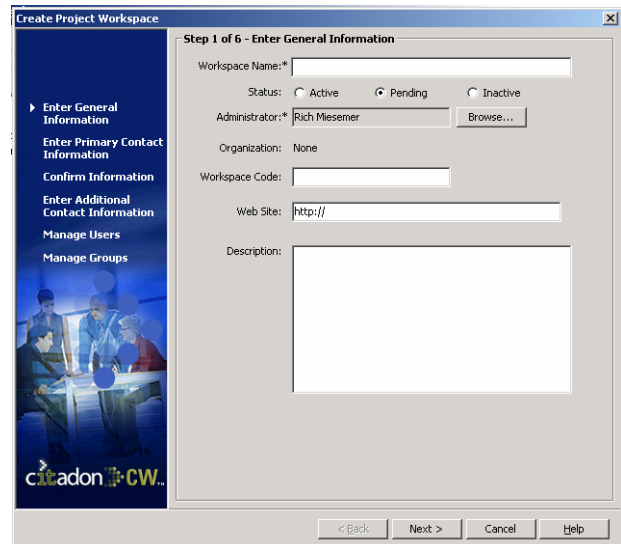 Create Project Workspace
Enter General
Information
Enter Primary Contact
Information
Confirm Information
Enter Additional
Contact Information
Manage Users
Manage Groups
citadon CW™
Step 1 of 6 - Enter General Information
Workspace Name:*
Status: Active Pending Inactive
Administrator:* Rich Miesemer Browse...
Organization: None
Workspace Code:
Web Site: http://
Description:
< Back Next > Cancel Help